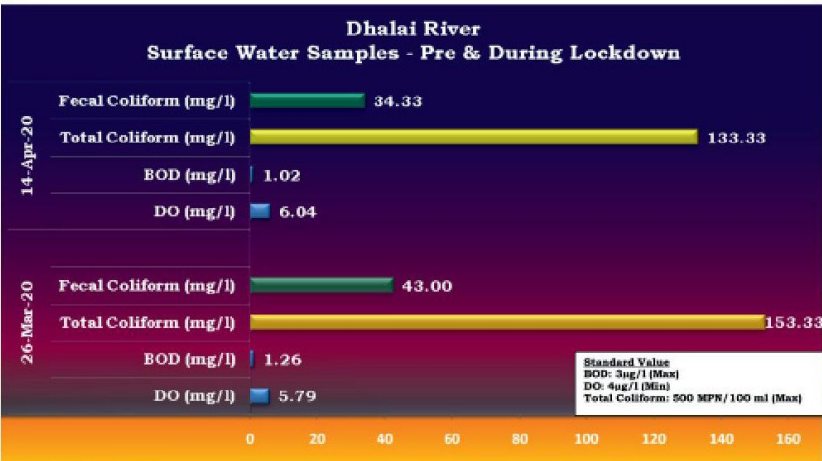 Dhalai River
Surface Water Samples - Pre & During Lockdown
14-Apr-20
Fecal Coliform (mg/l) 34.33
Total Coliform (mg/l) 133.33
BOD (mg/l) 1.02
DO (mg/l) 6.04
26-Mar-20
Fecal Coliform (mg/l) 43.00
Total Coliform (mg/l) 153.33
BOD (mg/l) 1.26
DO (mg/l) 5.79
Standard Value
BOD: 3µg/l (Max)
DO: 4µg/l (Min)
Total Coliform: 500 MPN/100 ml (Max)
0 20 40 60 80 100 120 140 160